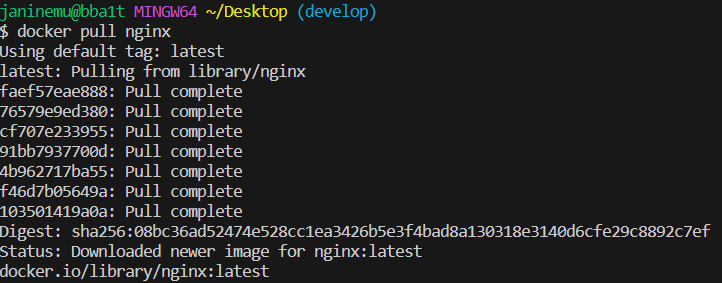 janinemu@bba1t MINGW64 ~/Desktop (develop)
$ docker pull nginx
Using default tag: latest
latest: Pulling from library/nginx
faef57eae888: Pull complete
76579e9ed380: Pull complete
cf707e233955: Pull complete
91bb7937700d: Pull complete
4b962717ba55: Pull complete
f46d7b05649a: Pull complete
103501419a0a: Pull complete
Digest: sha256:08bc36ad52474e528cc1ea3426b5e3f4bad8a130318e3140d6cfe29c8892c7ef
Status: Downloaded newer image for nginx:latest
docker.io/library/nginx:latest